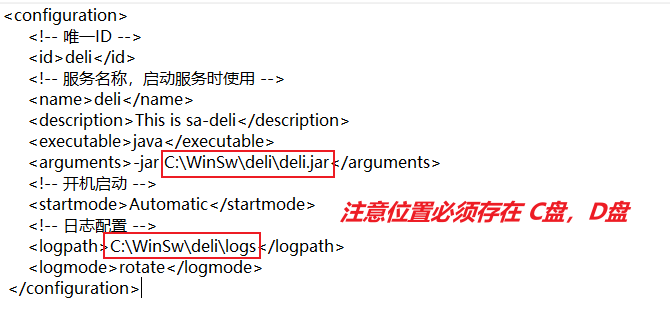 <configuration>
<!-- 唯一ID -->
<id>deli</id>
<!-- 服务名称，启动服务时使用 -->
<name>deli</name>
<description>This is sa-deli</description>
<executable>java</executable>
<arguments>-jar C:\WinSw\deli\deli.jar</arguments>
<!-- 开机启动 -->
<startmode>Automatic</startmode>
注意位置必须存在 C盘，D盘
<!-- 日志配置 -->
<logpath>C:\WinSw\deli\logs</logpath>
<logmode>rotate</logmode>
</configuration>